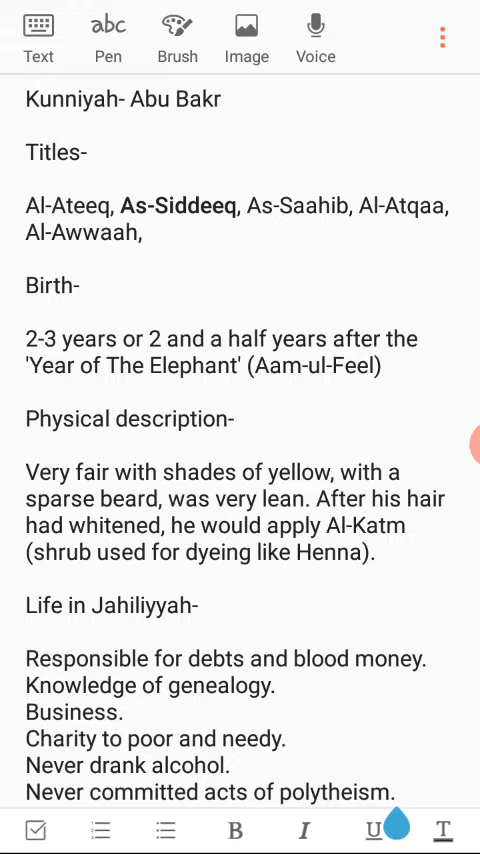 Text
Pen
Brush
Image
Voice
Kunniyah- Abu Bakr
Titles-
Al-Ateeq, As-Siddeeq, As-Saahib, Al-Atqaa,
Al-Awwaah,
Birth-
2-3 years or 2 and a half years after the
'Year of The Elephant' (Aam-ul-Feel)
Physical description-
Very fair with shades of yellow, with a
sparse beard, was very lean. After his hair
had whitened, he would apply Al-Katm
(shrub used for dyeing like Henna).
Life in Jahiliyyah-
Responsible for debts and blood money.
Knowledge of genealogy.
Business.
Charity to poor and needy.
Never drank alcohol.
Never committed acts of polytheism.
B I U T